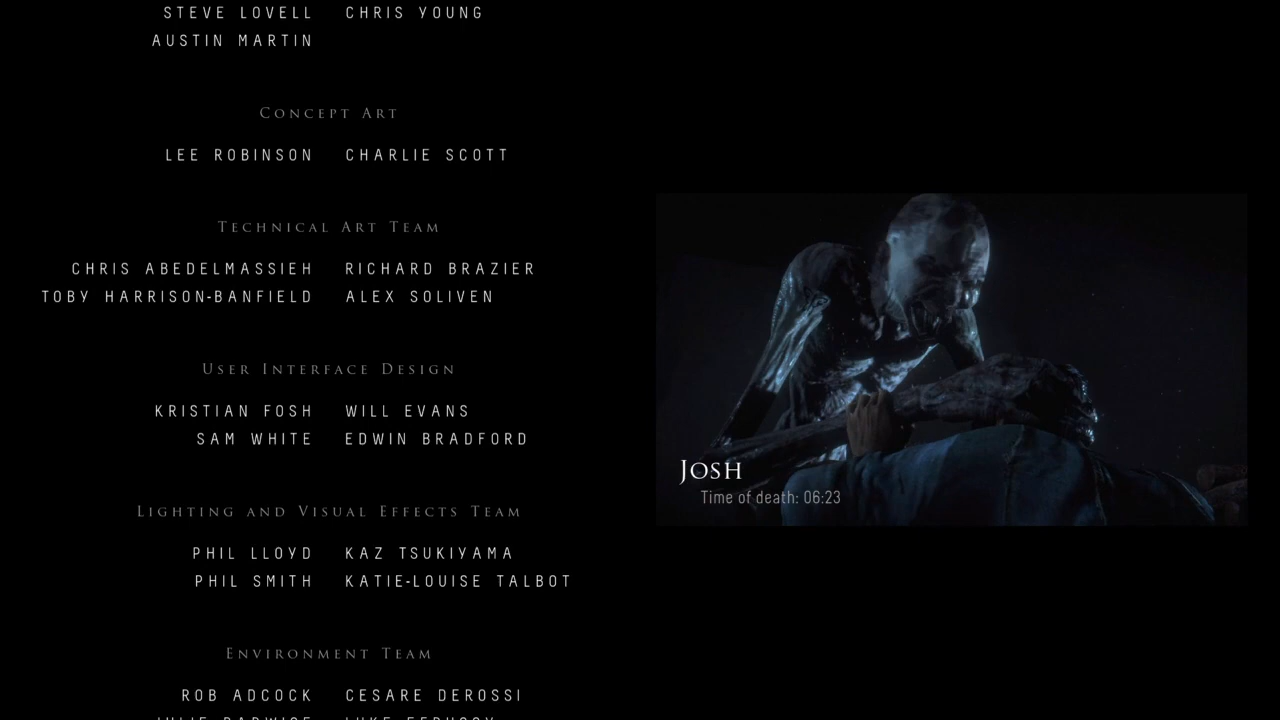 STEVE LOVELL CHRIS YOUNG
AUSTIN MARTIN
CONCEPT ART
LEE ROBINSON CHARLIE SCOTT
TECHNICAL ART TEAM
CHRIS ABEDELMASSIEH RICHARD BRAZIER
TOBY HARRISON-BANFIELD ALEX SOLIVEN
USER INTERFACE DESIGN
KRISTIAN FOSH WILL EVANS
SAM WHITE EDWIN BRADFORD
LIGHTING AND VISUAL EFFECTS TEAM
PHIL LLOYD KAZ TSUKIYAMA
PHIL SMITH KATIE-LOUISE TALBOT
ENVIRONMENT TEAM
ROB ADCOCK CESARE DEROSSI
JOSH
Time of death: 06:23